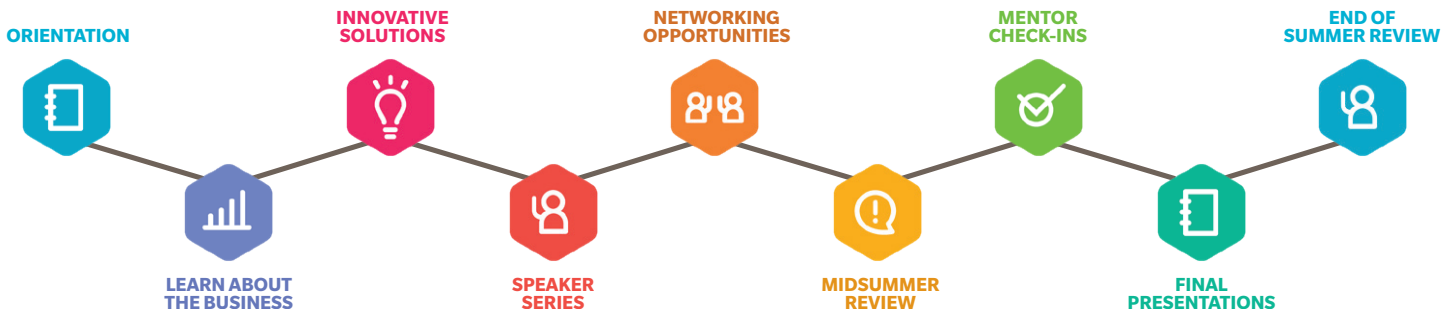 ORIENTATION
LEARN ABOUT
THE BUSINESS
INNOVATIVE
SOLUTIONS
SPEAKER
SERIES
NETWORKING
OPPORTUNITIES
MIDSUMMER
REVIEW
MENTOR
CHECK-INS
FINAL
PRESENTATIONS
END OF
SUMMER REVIEW